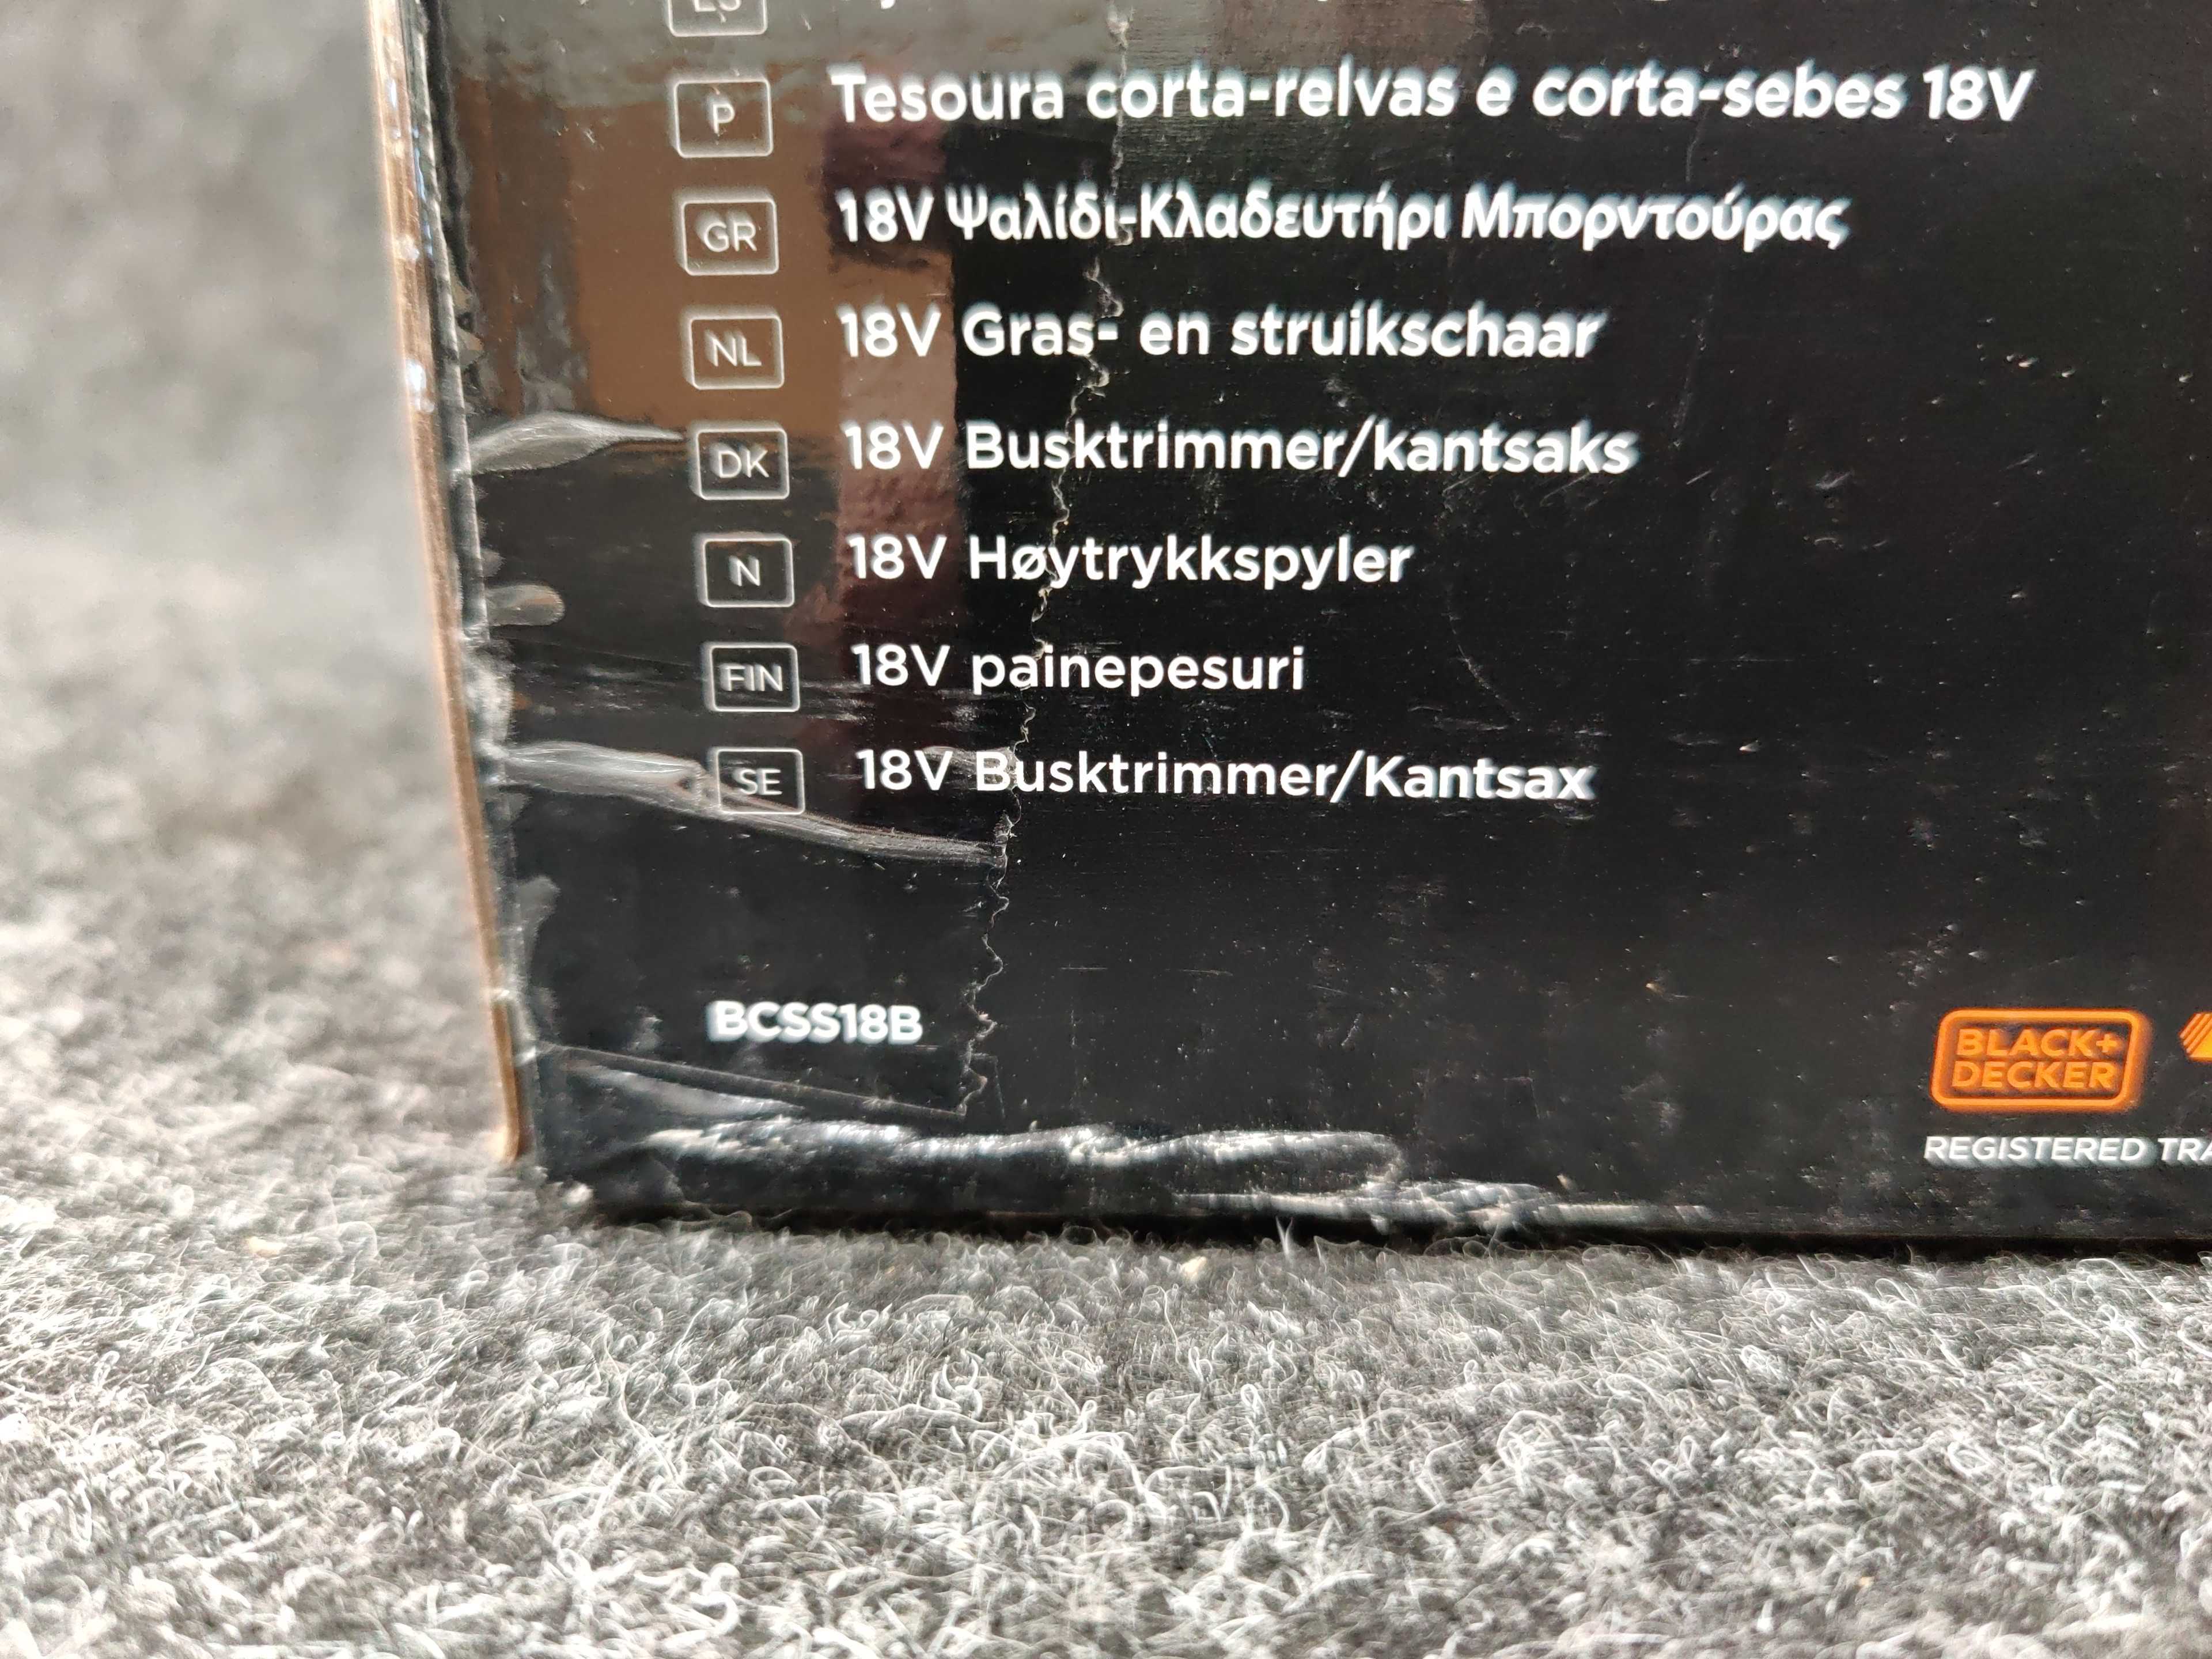 ES
P Tesoura corta-relvas e corta-sebes 18V
GR 18V Ψαλίδι-Κλαδευτήρι Μπορντούρας
NL 18V Gras- en struikschaar
DK 18V Busktrimmer/kantsaks
N 18V Høytrykkspyler
FIN 18V painepesuri
SE 18V Busktrimmer/Kantsax
BCSS18B
BLACK+
DECKER
REGISTERED